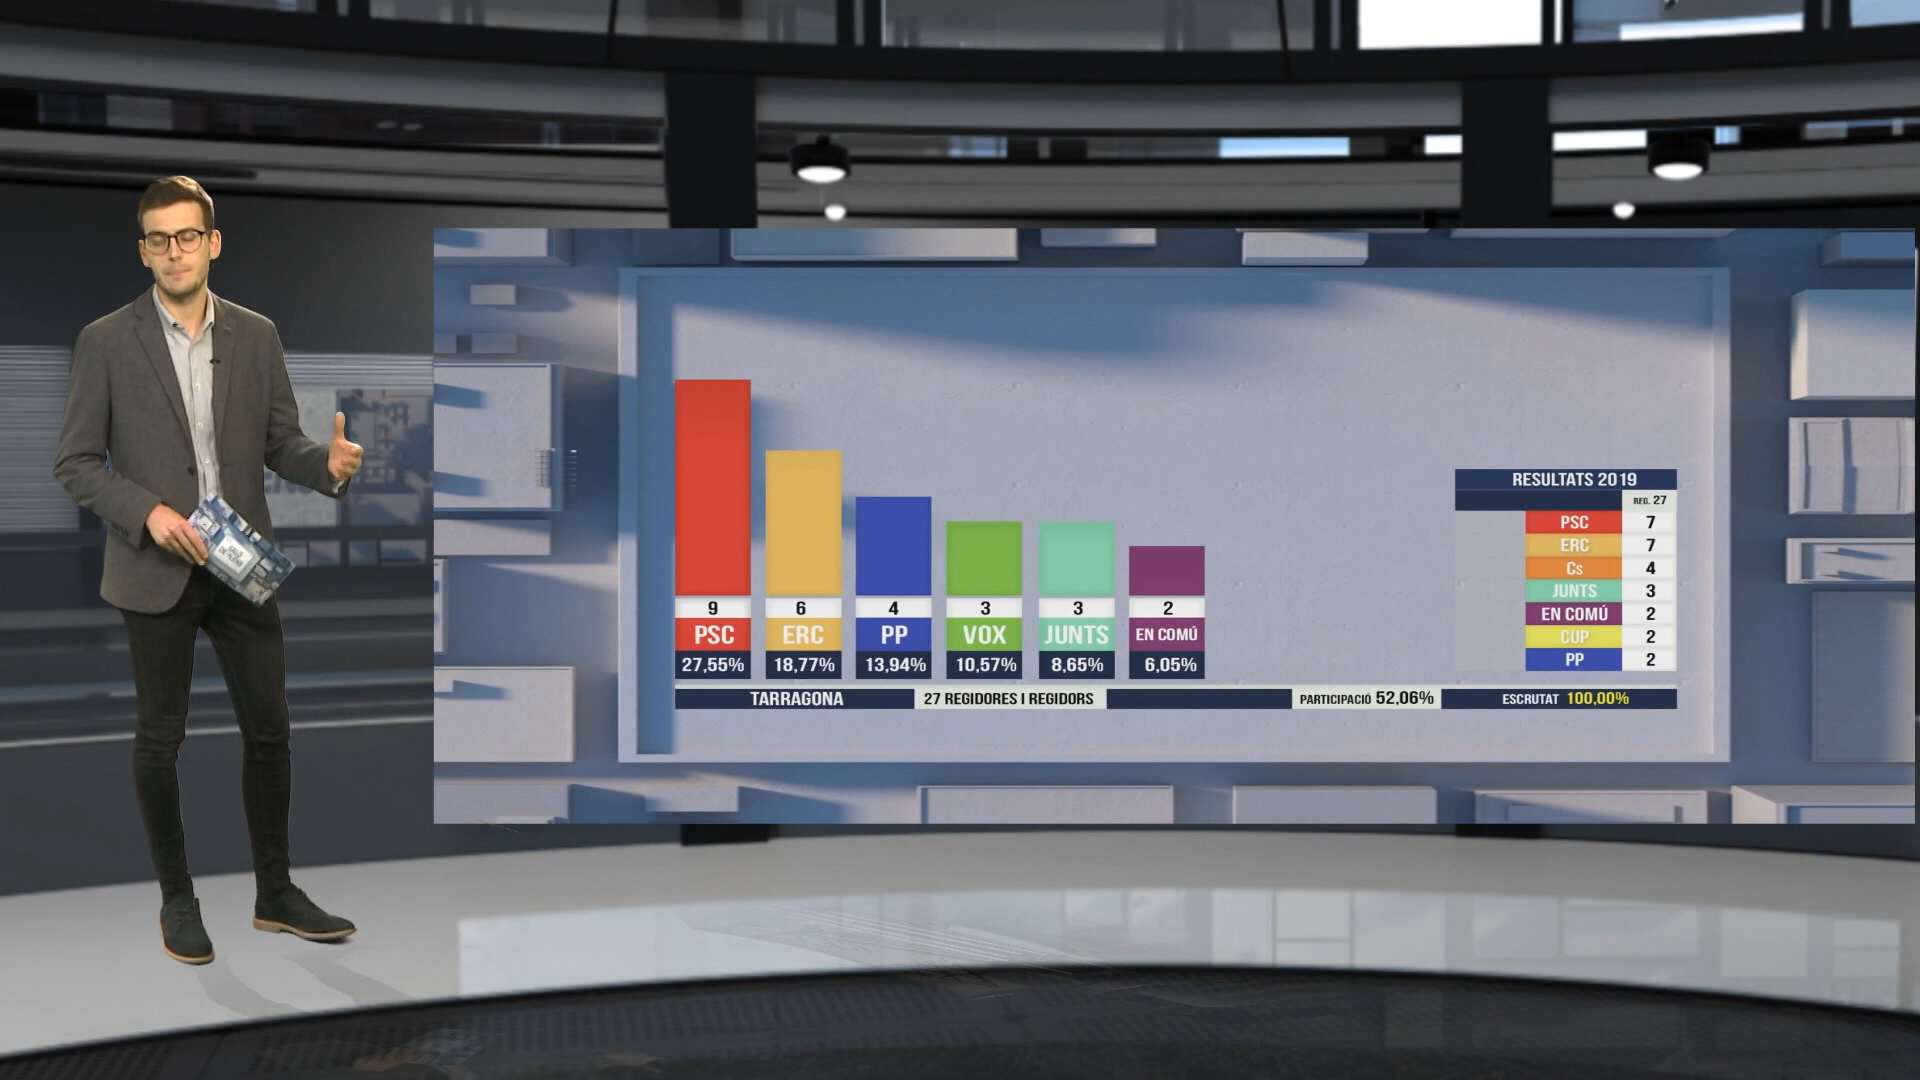 RESULTATS 2019
REG. 27
PSC 7
ERC 7
Cs 4
JUNTS 3
EN COMÚ 2
CUP 2
PP 2
9 6 4 3 3 2
PSC ERC PP VOX JUNTS EN COMÚ
27,55% 18,77% 13,94% 10,57% 8,65% 6,05%
TARRAGONA 27 REGIDORES I REGIDORS PARTICIPACIÓ 52,06% ESCRUTAT 100,00%